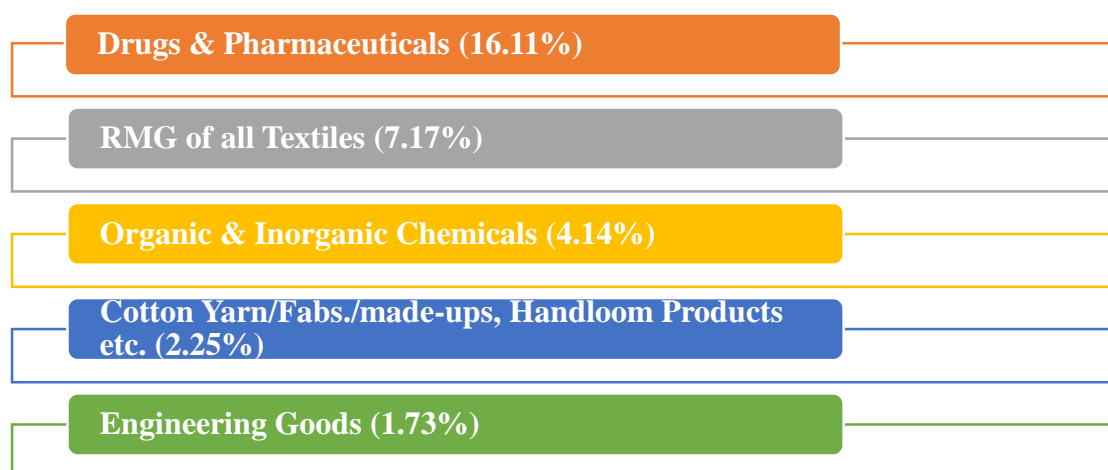 Drugs & Pharmaceuticals (16.11%)
RMG of all Textiles (7.17%)
Organic & Inorganic Chemicals (4.14%)
Cotton Yarn/Fabs./made-ups, Handloom Products
etc. (2.25%)
Engineering Goods (1.73%)